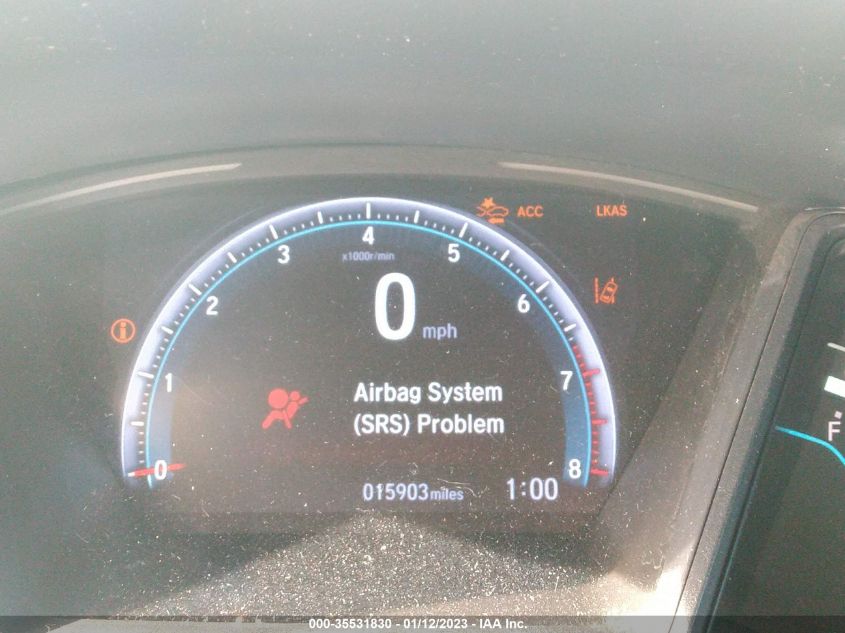 ACC
LKAS
4
3
5
x1000r/min
2
6
0
mph
1
7
Airbag System
(SRS) Problem
F
0
8
015903miles
1:00
000-35531830 - 01/12/2023 - IAA Inc.